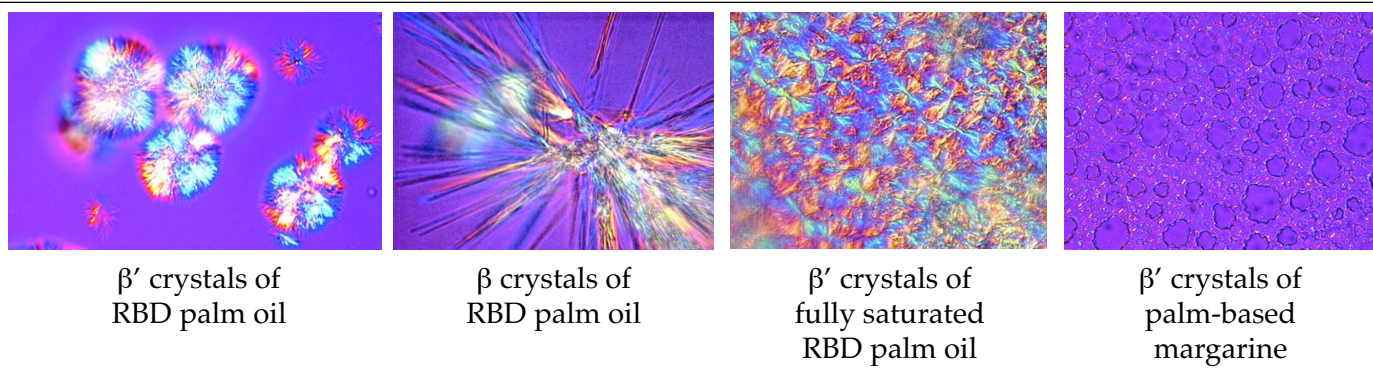 β’ crystals of
RBD palm oil
β crystals of
RBD palm oil
β’ crystals of
fully saturated
RBD palm oil
β’ crystals of
palm-based
margarine